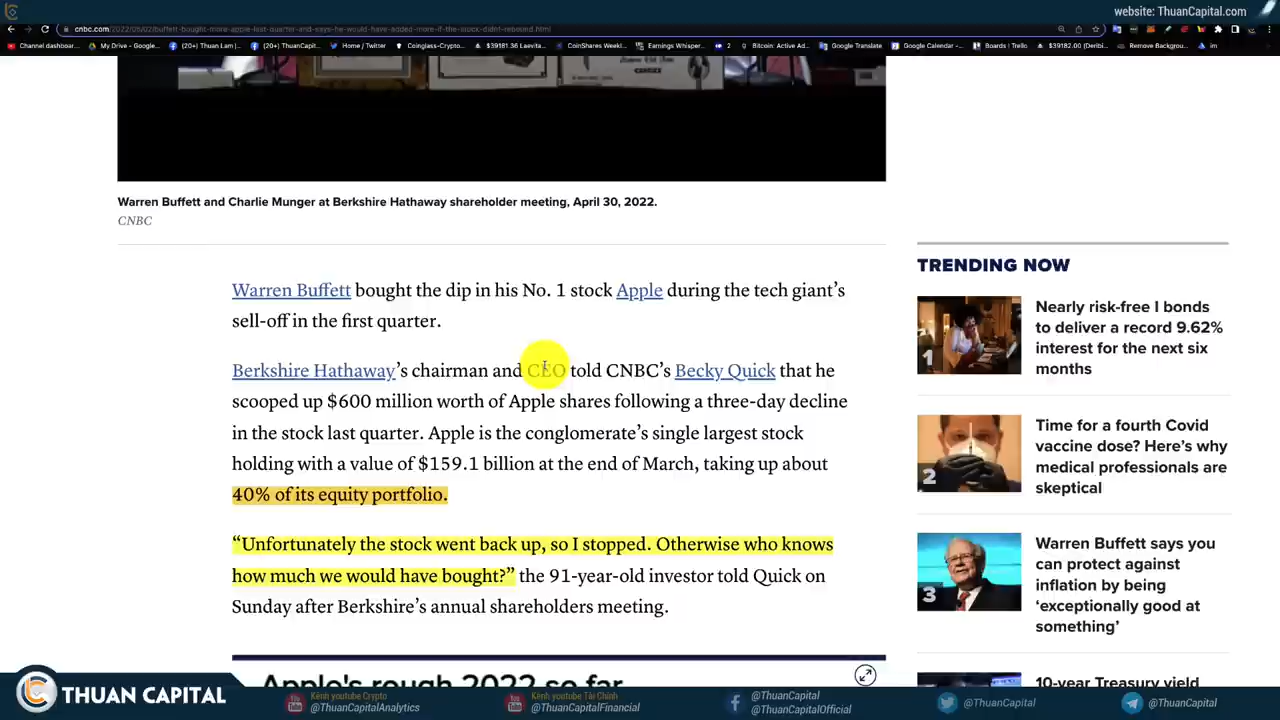 website: ThuanCapital.com
cnbc.com/2022/05/02/buffett-bought-more-apple-last-quarter-and-says-he-would-have-added-more-if-the-stock-didnt-rebound.html
Channel dashboar...
My Drive - Google...
(20+) Thuan Lam |...
(20+) ThuanCapit...
Home / Twitter
Coinglass-Crypto...
$39181.36 Laevita...
CoinShares Weekl...
Earnings Whisper...
2
Bitcoin: Active Ad...
Google Translate
Google Calendar -...
Boards | Trello
$39182.00 (Deribi...
Remove Backgrou...
im
Warren Buffett and Charlie Munger at Berkshire Hathaway shareholder meeting, April 30, 2022.
CNBC
Warren Buffett bought the dip in his No. 1 stock Apple during the tech giant’s
sell-off in the first quarter.
Berkshire Hathaway’s chairman and CEO told CNBC’s Becky Quick that he
scooped up $600 million worth of Apple shares following a three-day decline
in the stock last quarter. Apple is the conglomerate’s single largest stock
holding with a value of $159.1 billion at the end of March, taking up about
40% of its equity portfolio.
“Unfortunately the stock went back up, so I stopped. Otherwise who knows
how much we would have bought?” the 91-year-old investor told Quick on
Sunday after Berkshire’s annual shareholders meeting.
Apple's rough 2022 so far
TRENDING NOW
1
Nearly risk-free I bonds
to deliver a record 9.62%
interest for the next six
months
2
Time for a fourth Covid
vaccine dose? Here’s why
medical professionals are
skeptical
3
Warren Buffett says you
can protect against
inflation by being
‘exceptionally good at
something’
10-year Treasury yield
THUAN CAPITAL
Kênh youtube Crypto
@ThuanCapitalAnalytics
Kênh youtube Tài Chính
@ThuanCapitalFinancial
@ThuanCapital
@ThuanCapitalOfficial
@ThuanCapital
@ThuanCapital